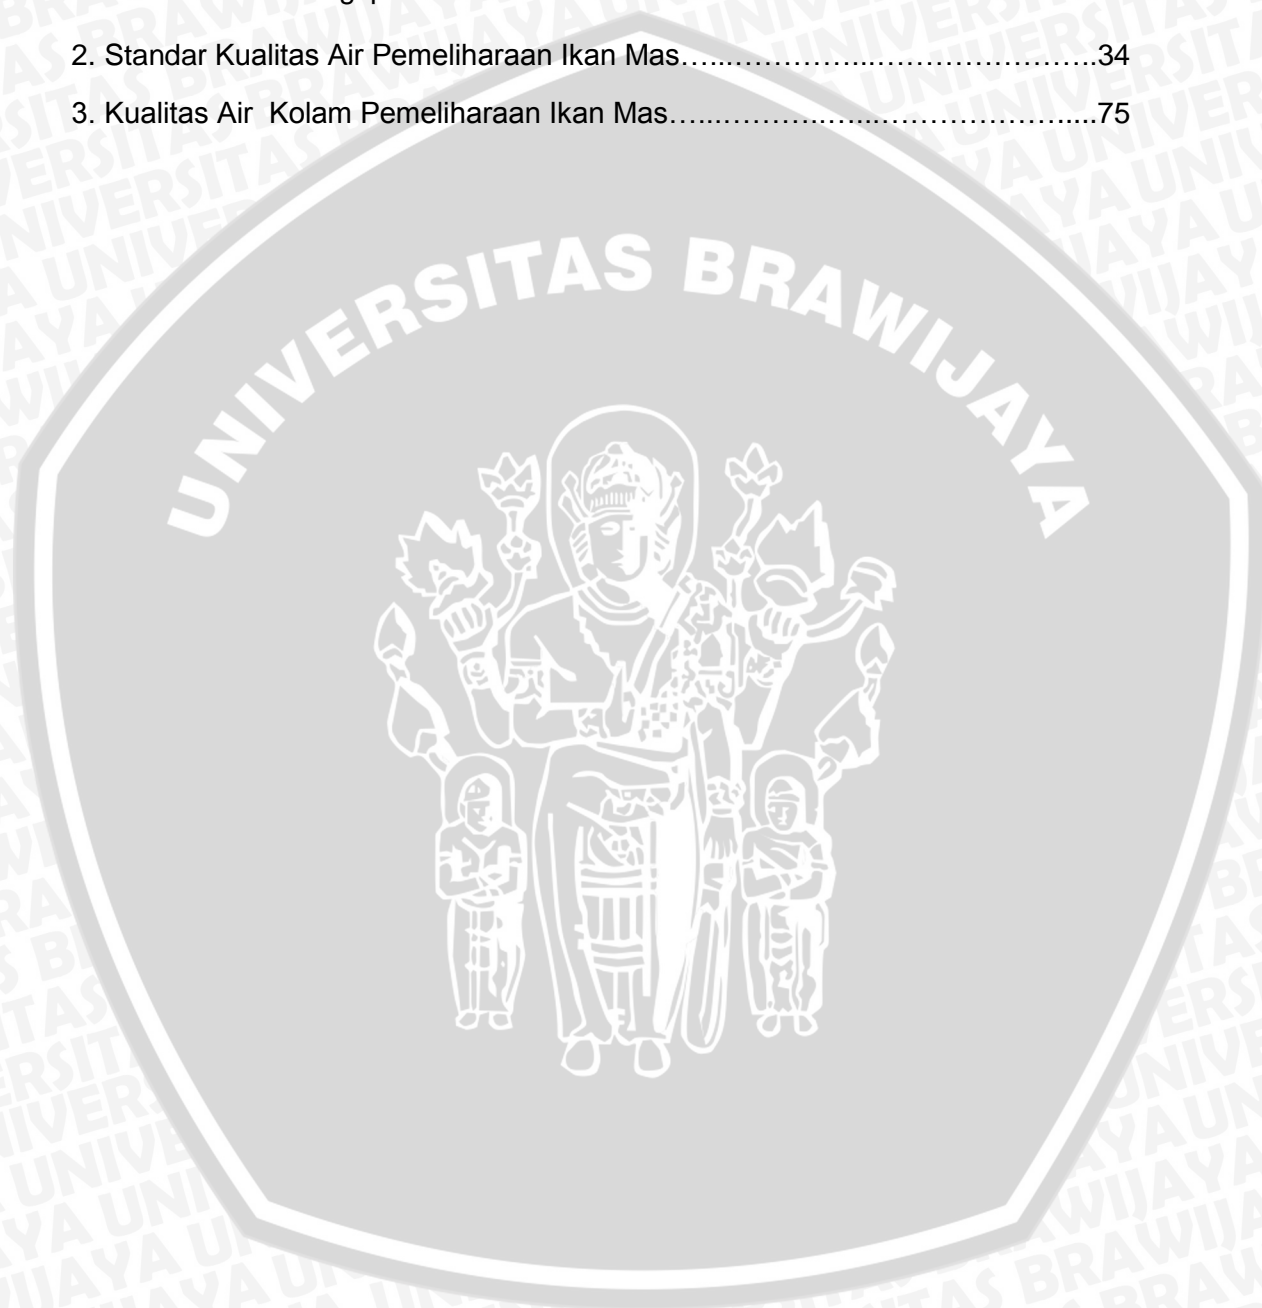 2. Standar Kualitas Air Pemeliharaan Ikan Mas…...…………...……………………..34
3. Kualitas Air  Kolam Pemeliharaan Ikan Mas…...………..…...………………….....75
UNIVERSITAS BRAWIJAYA